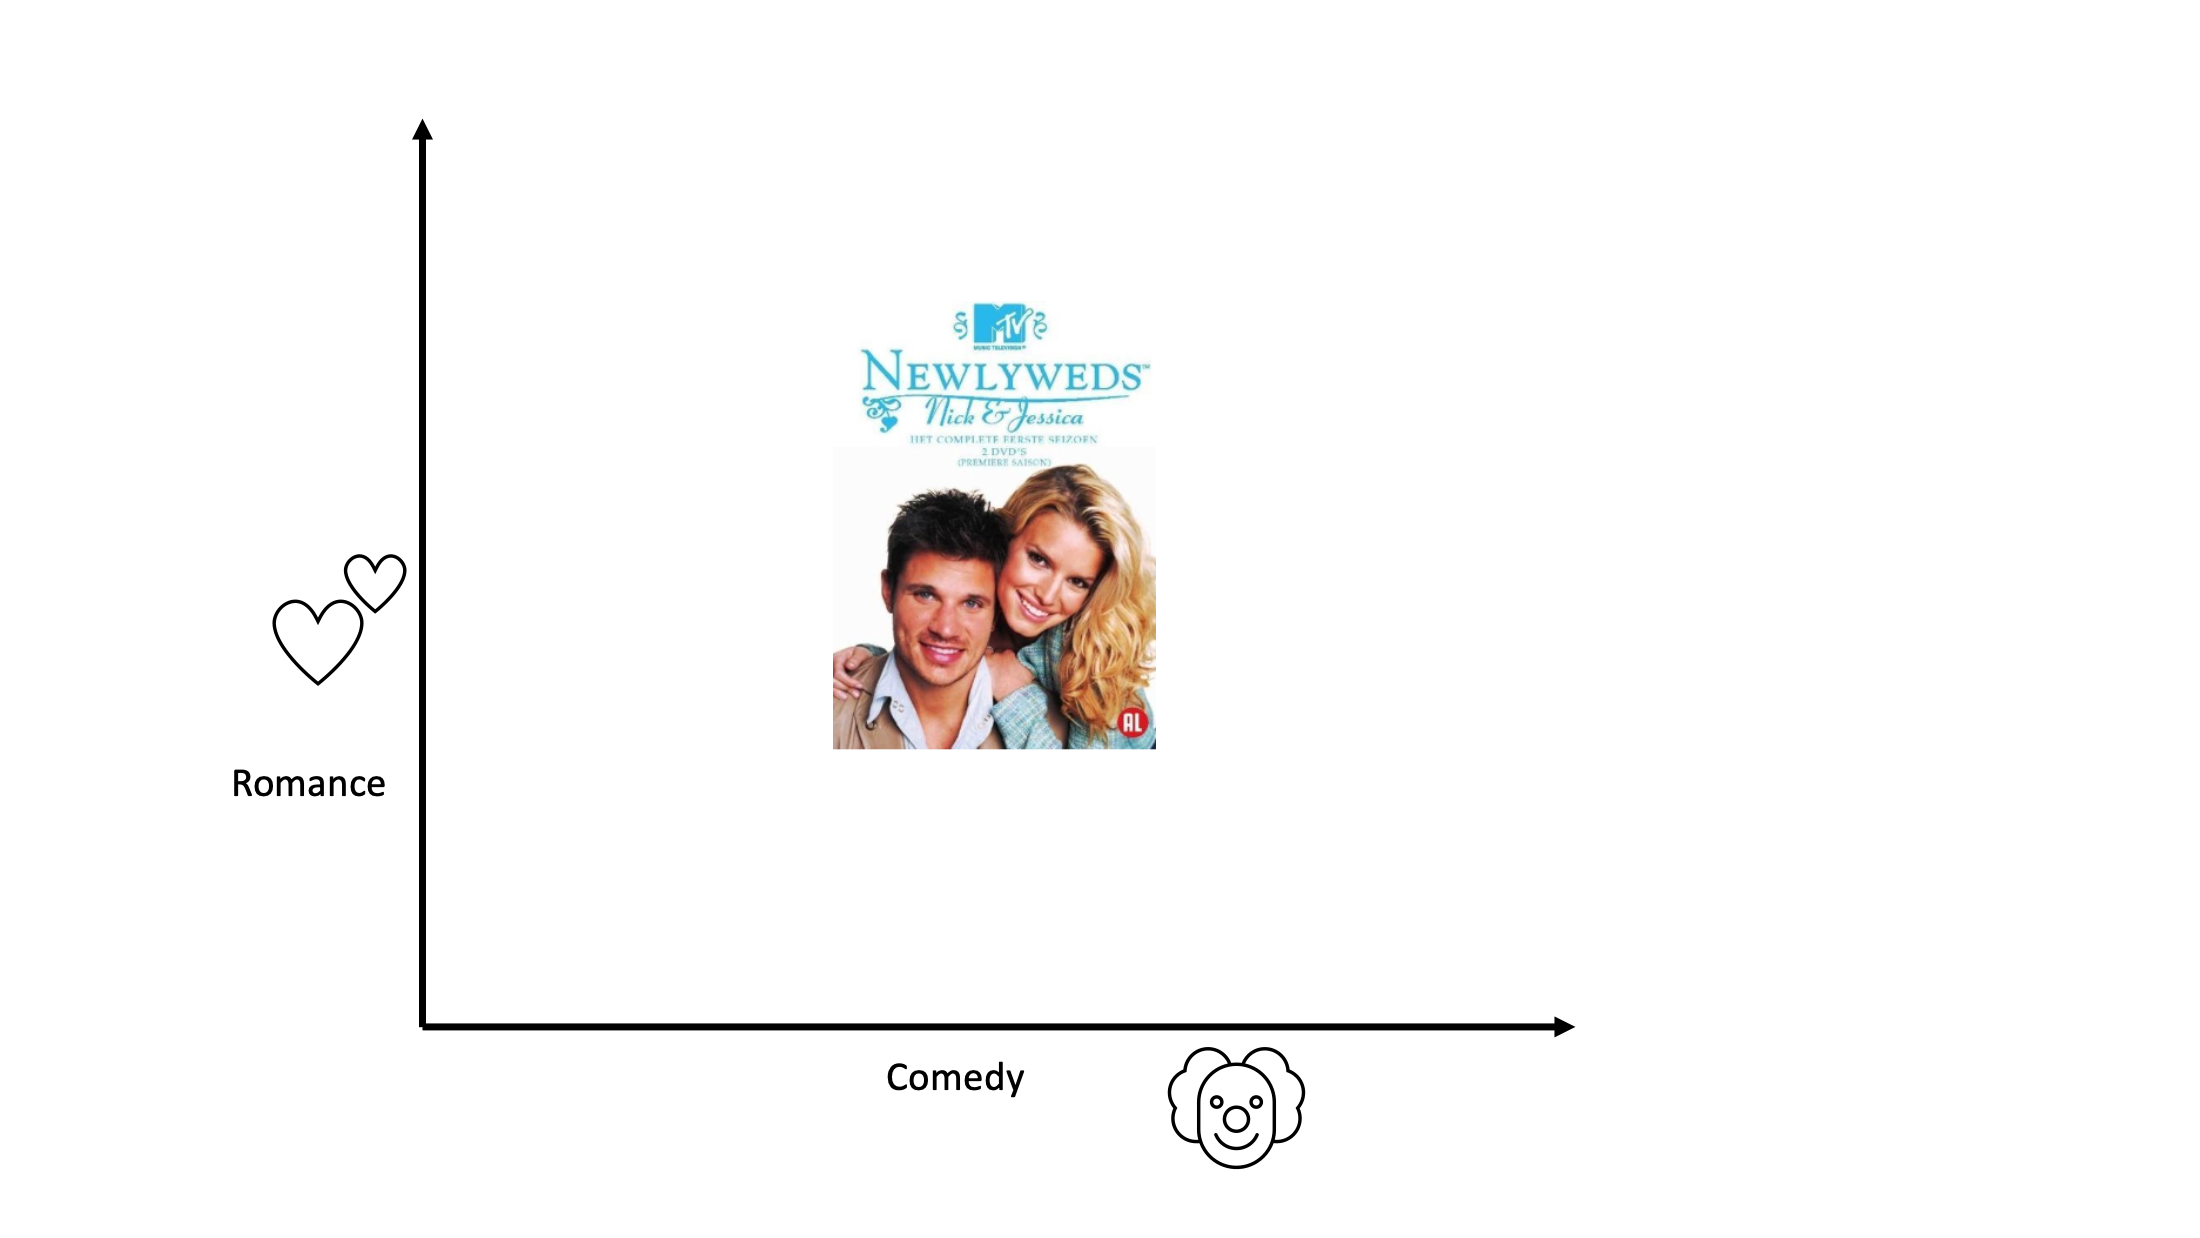 MTV
MUSIC TELEVISION®
NEWLYWEDS™
Nick & Jessica
HET COMPLETE EERSTE SEIZOEN
2 DVD'S
(PREMIERE SAISON)
AL
Romance
Comedy